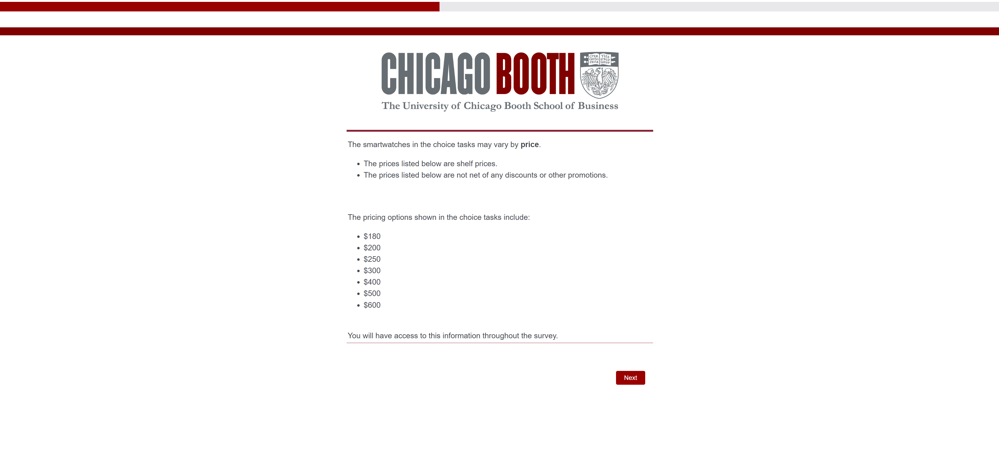 CHICAGO BOOTH
Cres Vita
cat Sci Exco
entia latur
The University of Chicago Booth School of Business
The smartwatches in the choice tasks may vary by price.
• The prices listed below are shelf prices.
• The prices listed below are not net of any discounts or other promotions.
The pricing options shown in the choice tasks include:
• $180
• $200
• $250
• $300
• $400
• $500
• $600
You will have access to this information throughout the survey.
Next